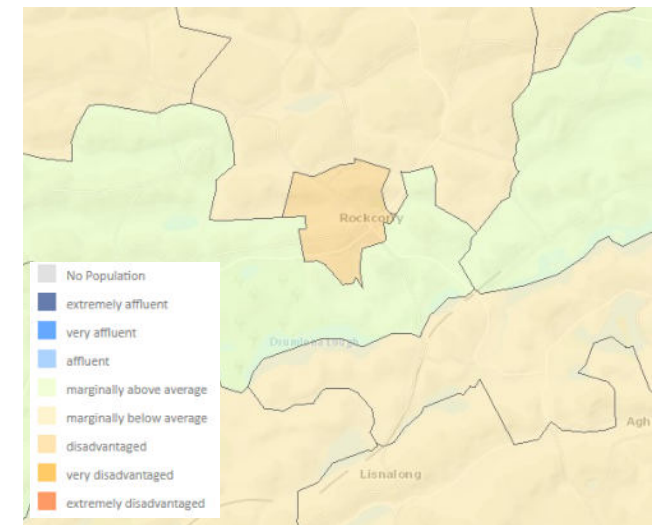 Rockcorry
No Population
extremely affluent
very affluent
affluent
marginally above average
marginally below average
disadvantaged
very disadvantaged
extremely disadvantaged
Lisnalong
Agh